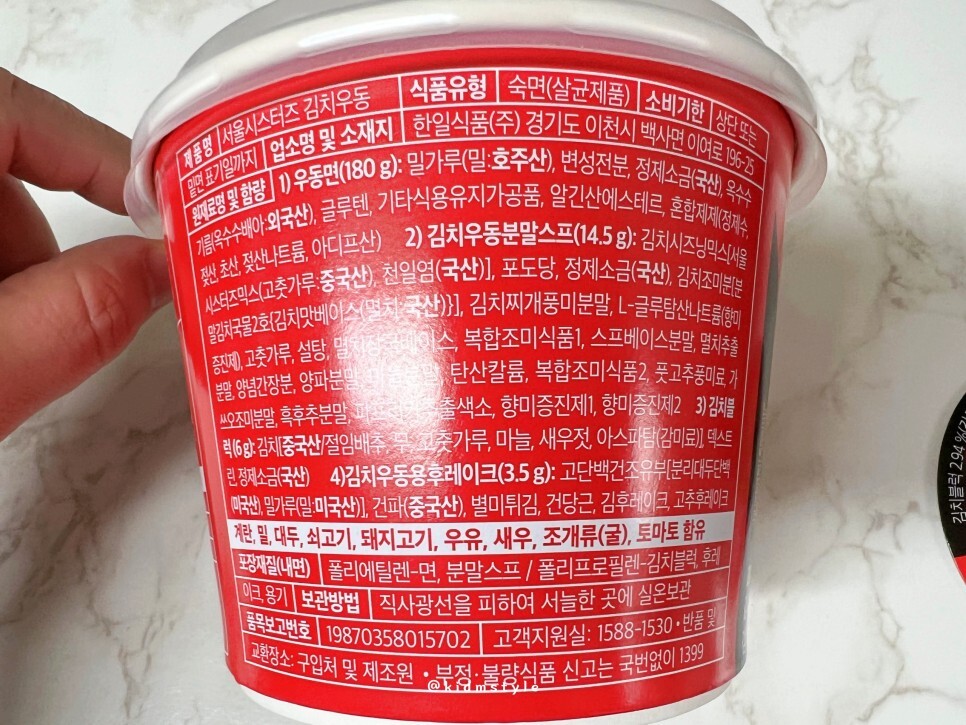 제품명 서울시스터즈 김치우동 식품유형 숙면(살균제품) 소비기한 상단 또는
밑면 표기일까지 업소명 및 소재지 한일식품(주) 경기도 이천시 백사면 이여로 196-25
원재료명 및 함량 1) 우동면(180 g): 밀가루(밀:호주산), 변성전분, 정제소금(국산), 옥수수
기름(옥수수배아:외국산), 글루텐, 기타식용유지가공품, 알긴산에스테르, 혼합제제(정제수,
젖산, 초산, 젖산나트륨, 아디프산) 2) 김치우동분말스프(14.5 g): 김치시즈닝믹스[서울
시스터즈믹스(고춧가루:중국산), 천일염(국산)], 포도당, 정제소금(국산), 김치조미분{분
말김치국물2호[김치맛베이스(멸치:국산)]}, 김치찌개풍미분말, L-글루탐산나트륨(향미
증진제), 고춧가루, 설탕, 복합조미식품1, 스프베이스분말, 멸치추출
분말, 양념간장분, 양파분말, 탄산칼륨, 복합조미식품2, 풋고추풍미료, 가
쓰오조미분말, 흑후추분말, 향미증진제1, 향미증진제2 3) 김치블
럭(6 g): 김치[중국산/절임배추, 무, 고춧가루, 마늘, 새우젓, 아스파탐(감미료)], 덱스트
린, 정제소금(국산) 4)김치우동용후레이크(3.5 g): 고단백건조유부[분리대두단백
(미국산), 밀가루(밀:미국산)], 건파(중국산), 별미튀김, 건당근, 김후레이크, 고추후레이크
계란, 밀, 대두, 쇠고기, 돼지고기, 우유, 새우, 조개류(굴), 토마토 함유
포장재질(내면) 폴리에틸렌-면, 분말스프 / 폴리프로필렌-김치블럭, 후레
이크, 용기 보관방법 직사광선을 피하여 서늘한 곳에 실온보관
품목보고번호 19870358015702 고객지원실: 1588-1530 • 반품 및
교환장소: 구입처 및 제조원 • 부정·불량식품 신고는 국번없이 1399
@kidmstyle
김치블럭 2.94 %(김